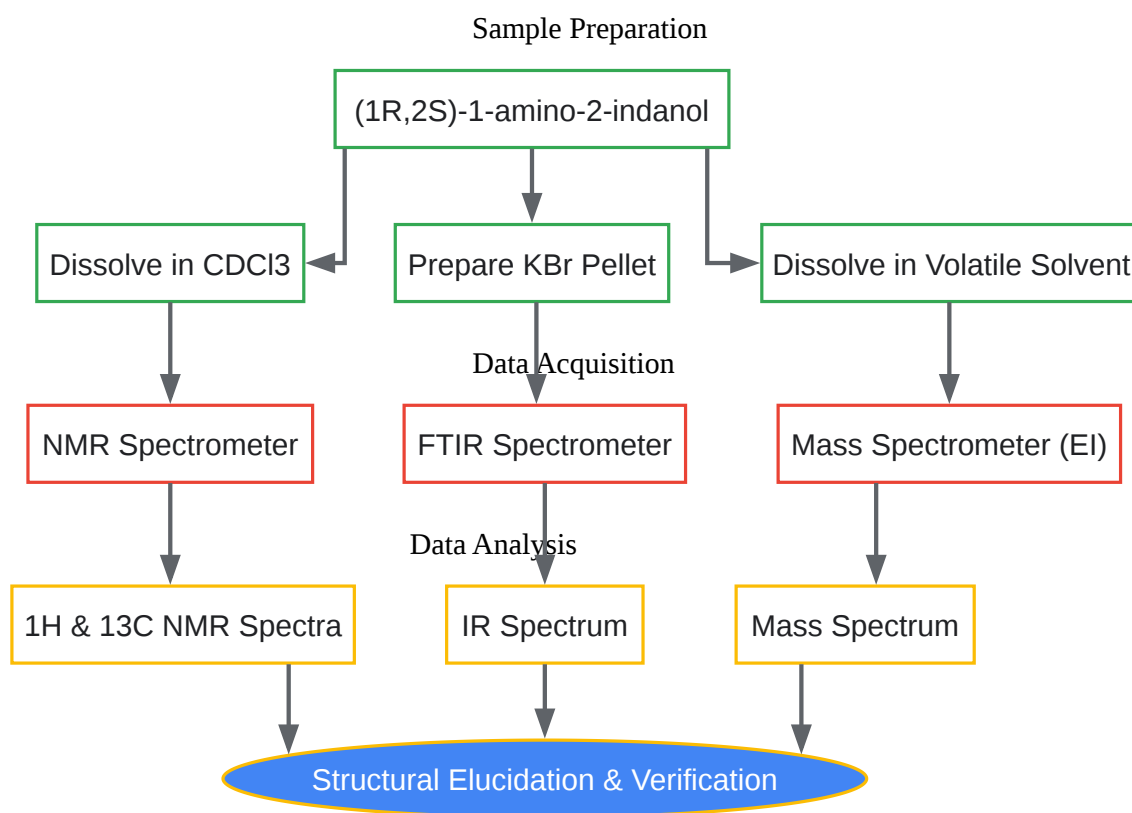 Sample Preparation
(1R,2S)-1-amino-2-indanol
Dissolve in CDCl3
Prepare KBr Pellet
Dissolve in Volatile Solvent
Data Acquisition
NMR Spectrometer
FTIR Spectrometer
Mass Spectrometer (EI)
Data Analysis
1H & 13C NMR Spectra
IR Spectrum
Mass Spectrum
Structural Elucidation & Verification